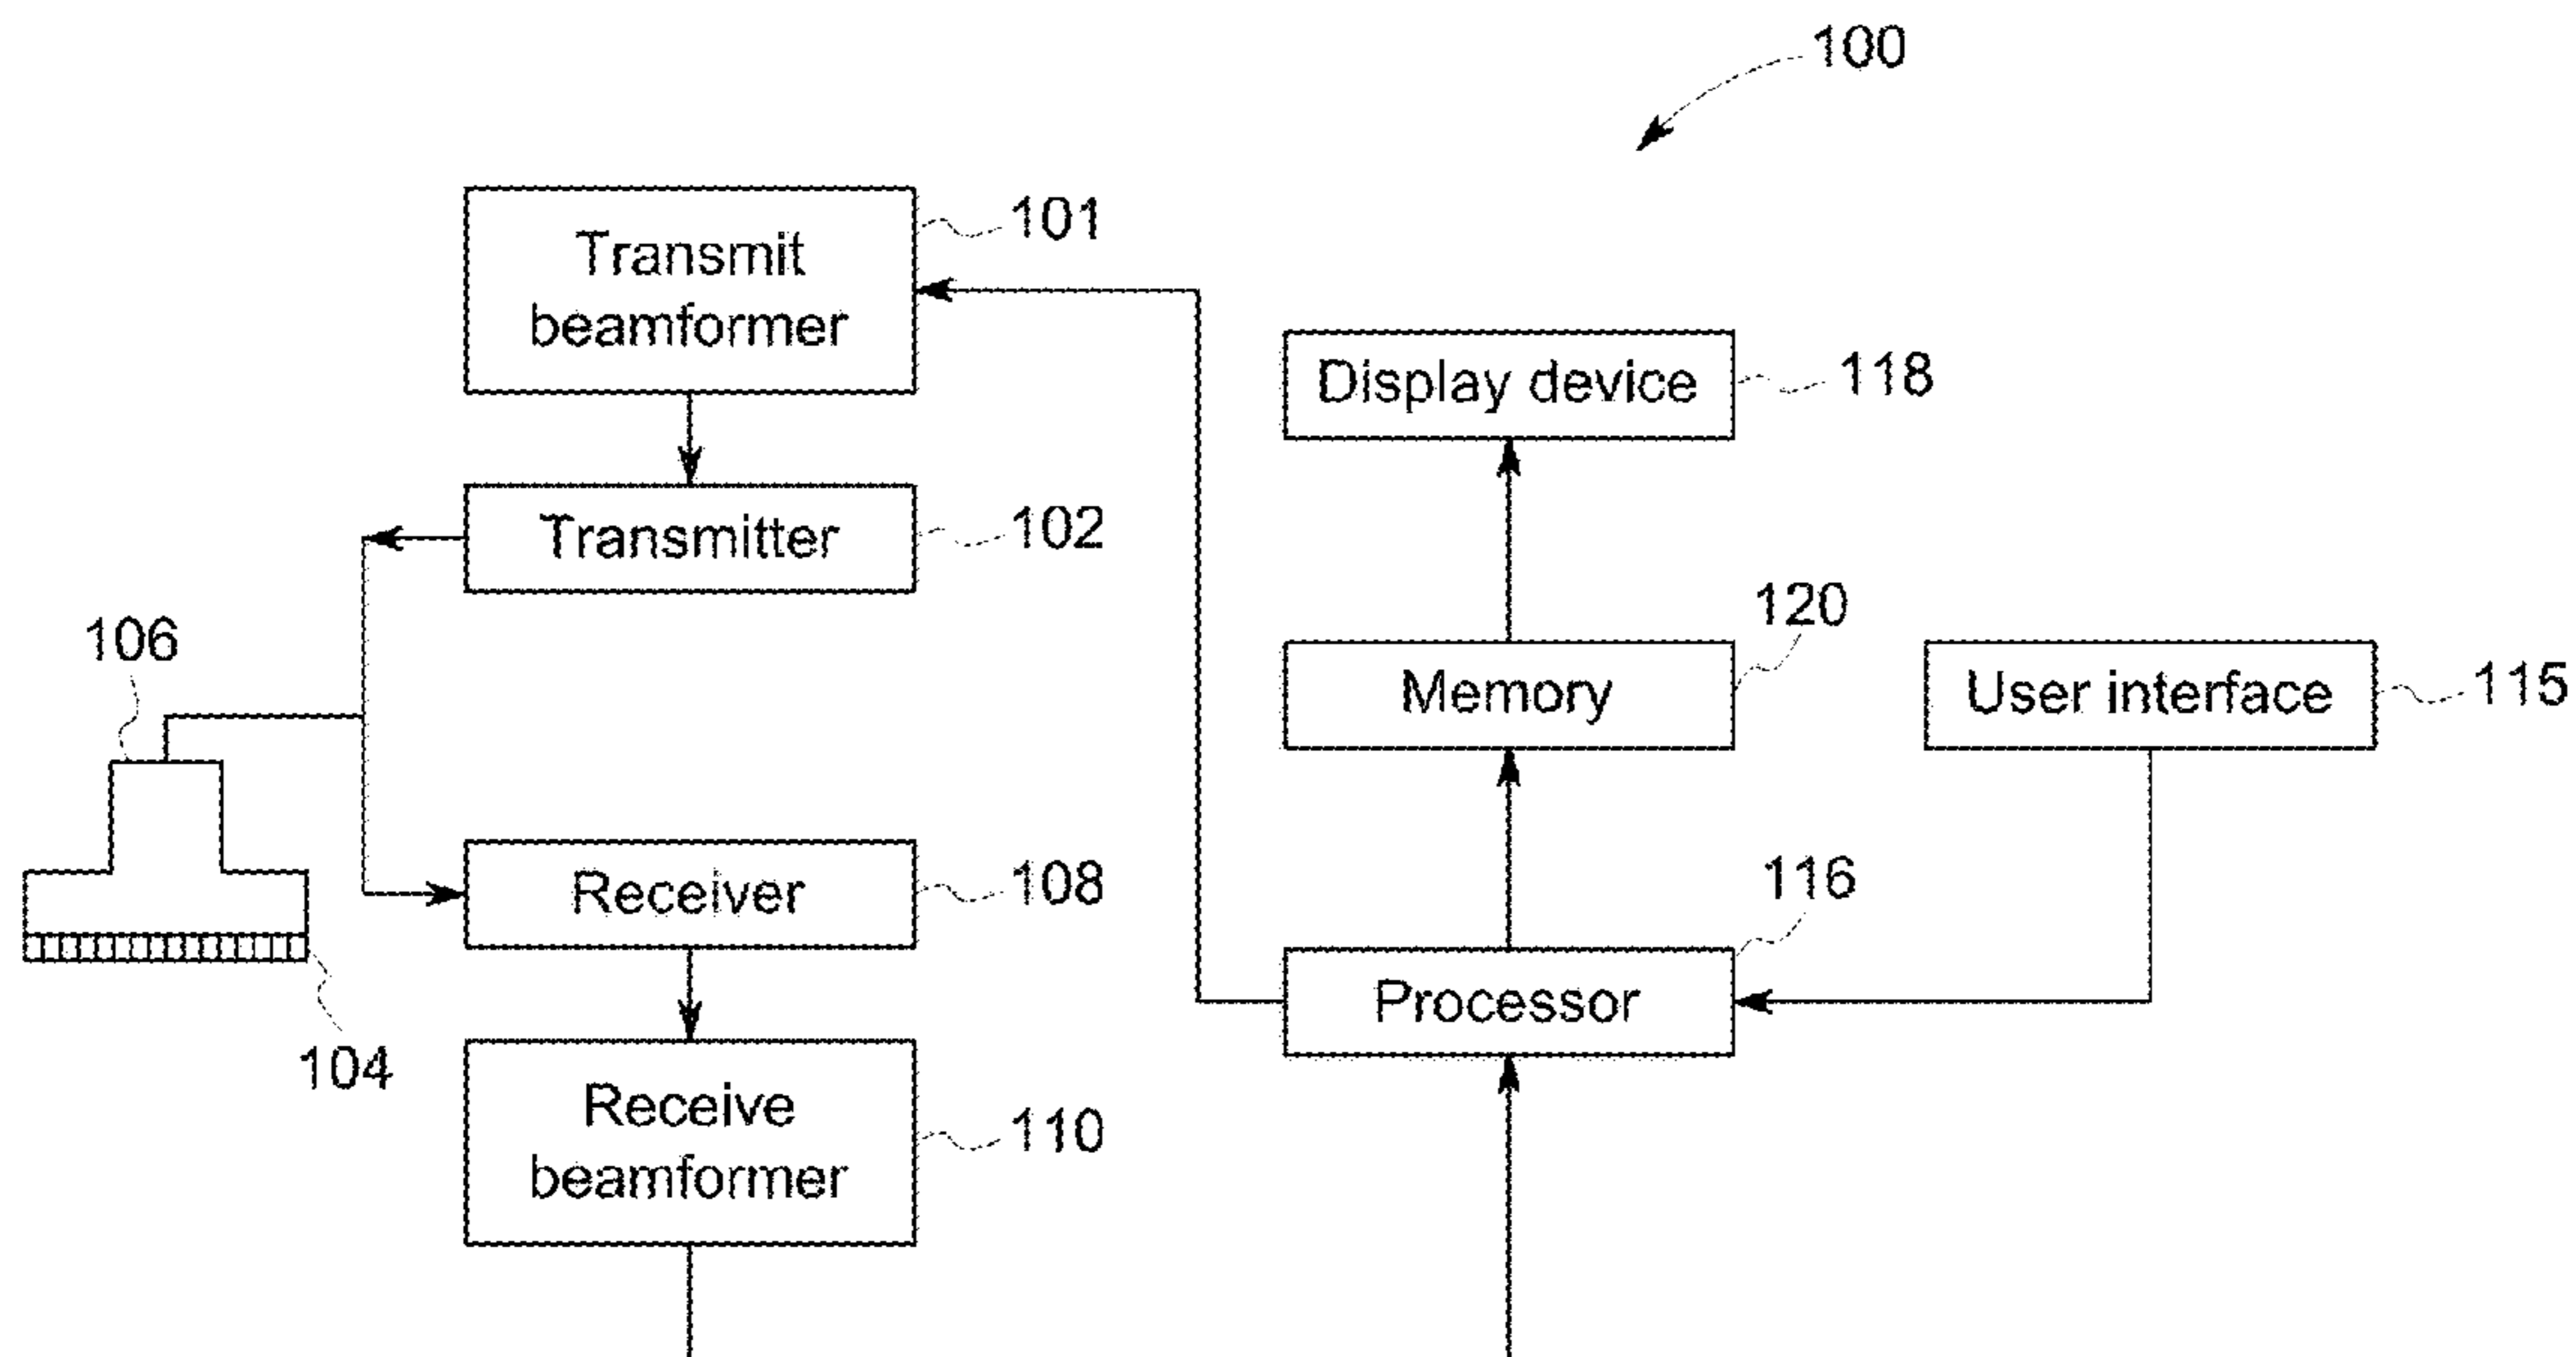 100
101
Transmit
beamformer
Display device
118
Transmitter
102
106
120
Memory
User interface
115
Receiver
108
116
Processor
104
Receive
beamformer
110